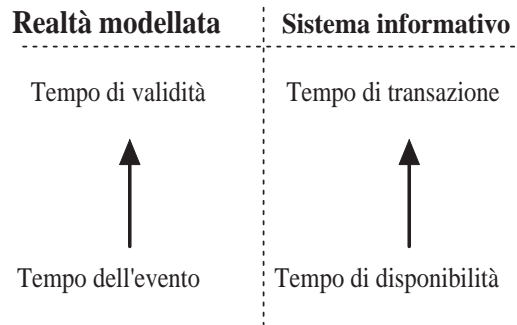 Realtà modellata
Sistema informativo
Tempo di validità
Tempo di transazione
Tempo dell'evento
Tempo di disponibilità